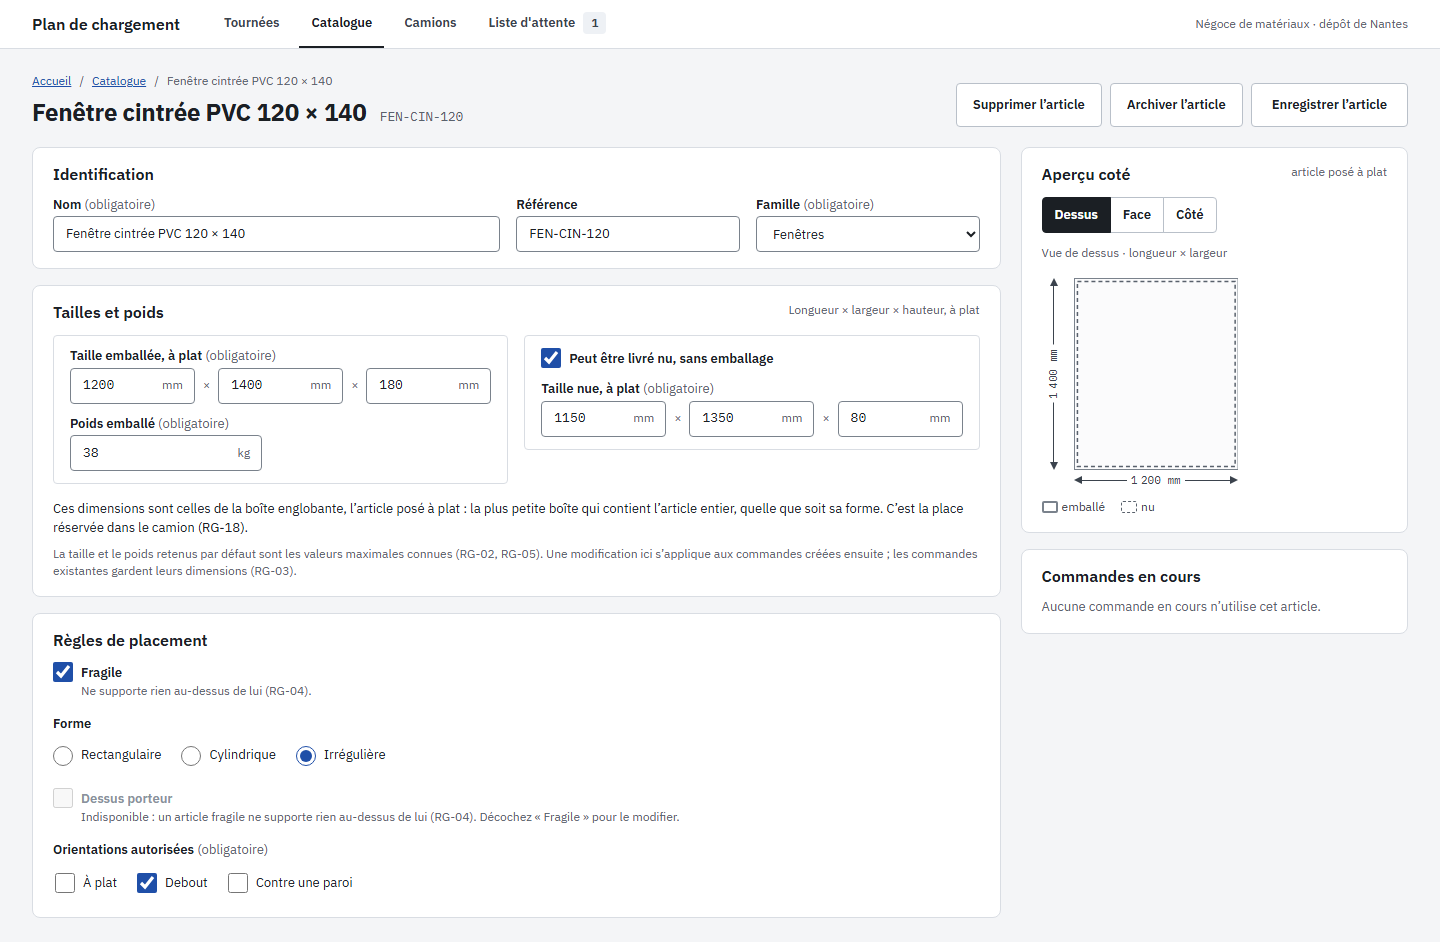 Plan de chargement
Tournées
Catalogue
Camions
Liste d'attente 1
Négoce de matériaux · dépôt de Nantes
Accueil / Catalogue / Fenêtre cintrée PVC 120 × 140
Fenêtre cintrée PVC 120 × 140 FEN-CIN-120
Supprimer l’article
Archiver l’article
Enregistrer l’article
Identification
Nom (obligatoire)
Référence
Famille (obligatoire)
Fenêtre cintrée PVC 120 × 140
FEN-CIN-120
Fenêtres
Tailles et poids
Longueur × largeur × hauteur, à plat
Taille emballée, à plat (obligatoire)
1200 mm × 1400 mm × 180 mm
Poids emballé (obligatoire)
38 kg
Peut être livré nu, sans emballage
Taille nue, à plat (obligatoire)
1150 mm × 1350 mm × 80 mm
Ces dimensions sont celles de la boîte englobante, l’article posé à plat : la plus petite boîte qui contient l’article entier, quelle que soit sa forme. C’est la place
réservée dans le camion (RG-18).
La taille et le poids retenus par défaut sont les valeurs maximales connues (RG-02, RG-05). Une modification ici s’applique aux commandes créées ensuite ; les commandes
existantes gardent leurs dimensions (RG-03).
Règles de placement
Fragile
Ne supporte rien au-dessus de lui (RG-04).
Forme
Rectangulaire
Cylindrique
Irrégulière
Dessus porteur
Indisponible : un article fragile ne supporte rien au-dessus de lui (RG-04). Décochez « Fragile » pour le modifier.
Orientations autorisées (obligatoire)
À plat
Debout
Contre une paroi
Aperçu coté
article posé à plat
Dessus
Face
Côté
Vue de dessus · longueur × largeur
1 400 mm
1 200 mm
emballé
nu
Commandes en cours
Aucune commande en cours n’utilise cet article.